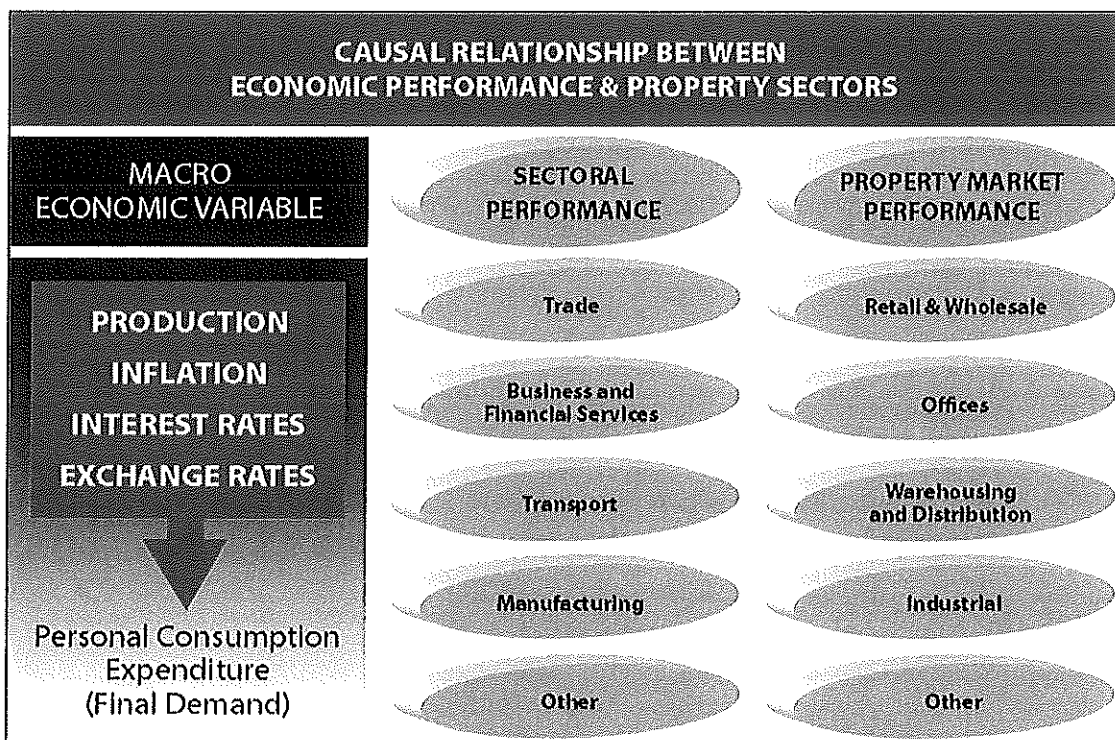 CAUSAL RELATIONSHIP BETWEEN
ECONOMIC PERFORMANCE & PROPERTY SECTORS
MACRO
ECONOMIC VARIABLE
SECTORAL
PERFORMANCE
PROPERTY MARKET
PERFORMANCE
PRODUCTION
INFLATION
INTEREST RATES
EXCHANGE RATES
Personal Consumption
Expenditure
(Final Demand)
Trade
Retail & Wholesale
Business and
Financial Services
Offices
Transport
Warehousing
and Distribution
Manufacturing
Industrial
Other
Other